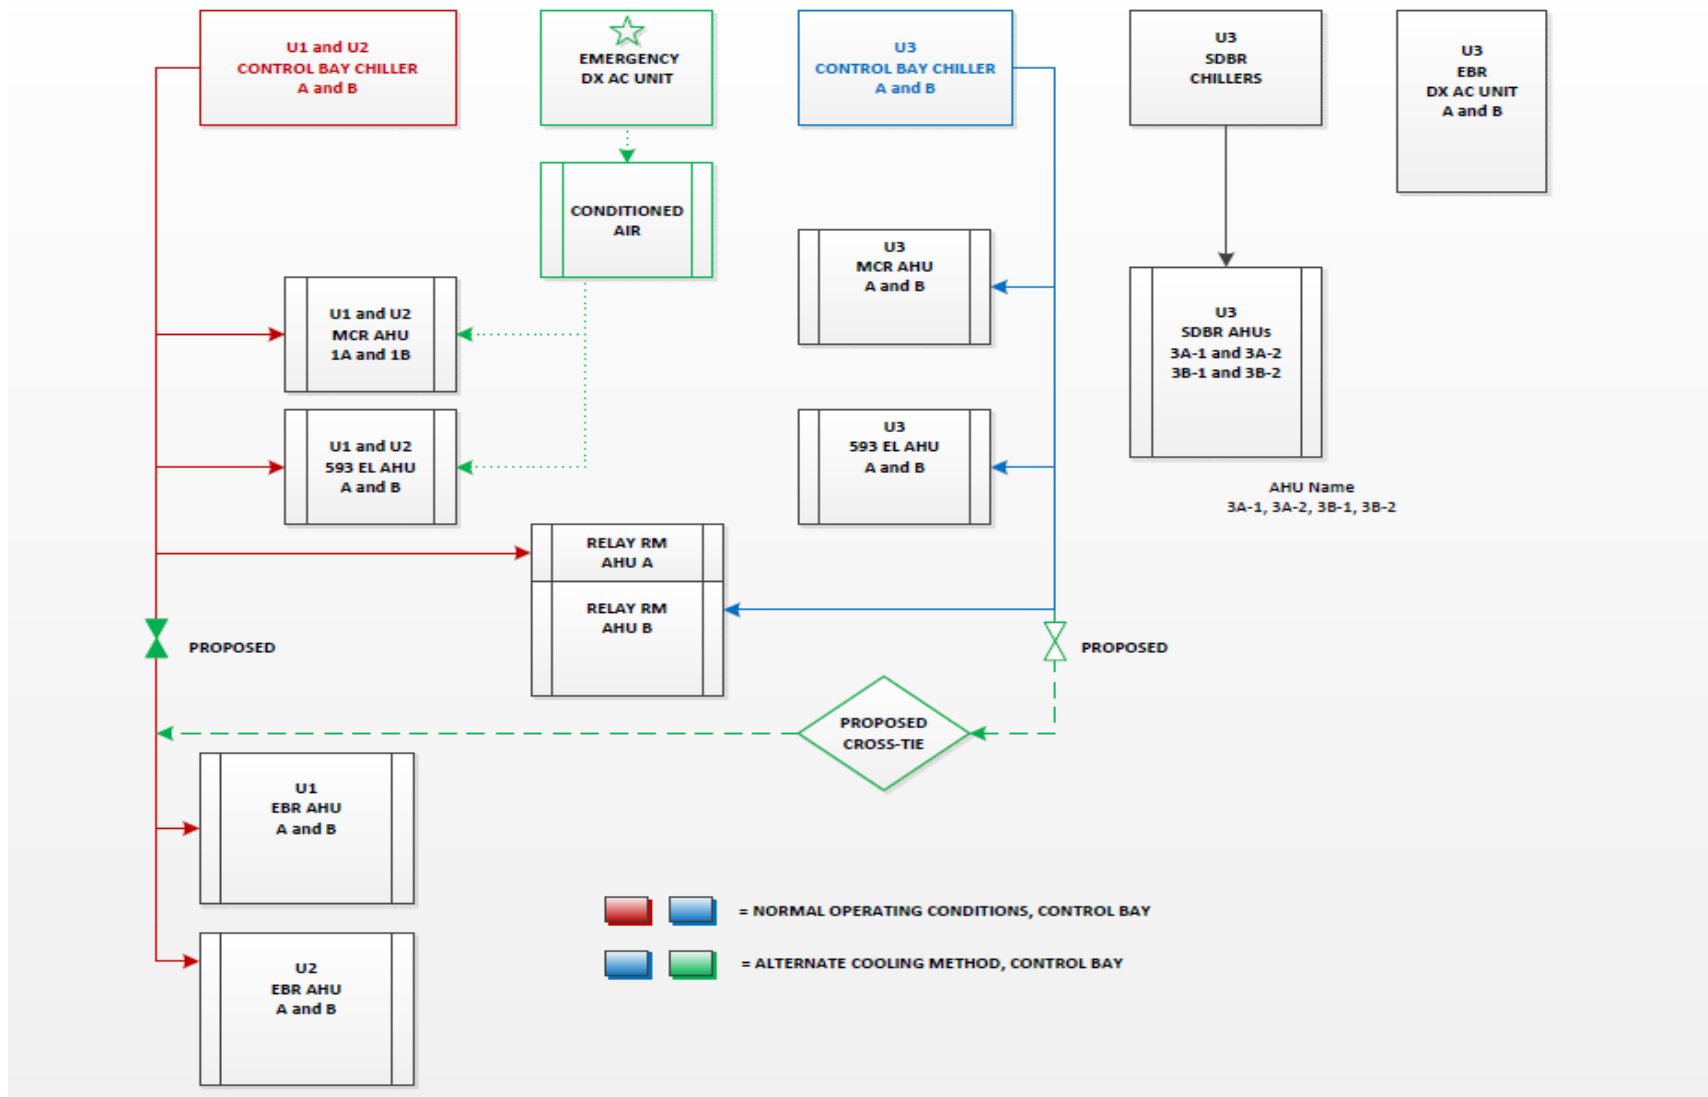 U1 and U2
CONTROL BAY CHILLER
A and B
EMERGENCY
DX AC UNIT
U3
CONTROL BAY CHILLER
A and B
U3
SDBR
CHILLERS
U3
EBR
DX AC UNIT
A and B
CONDITIONED
AIR
U1 and U2
MCR AHU
1A and 1B
U3
MCR AHU
A and B
U3
SDBR AHUs
3A-1 and 3A-2
3B-1 and 3B-2
U1 and U2
593 EL AHU
A and B
U3
593 EL AHU
A and B
AHU Name
3A-1, 3A-2, 3B-1, 3B-2
RELAY RM
AHU A
RELAY RM
AHU B
PROPOSED
PROPOSED
PROPOSED
CROSS-TIE
U1
EBR AHU
A and B
U2
EBR AHU
A and B
= NORMAL OPERATING CONDITIONS, CONTROL BAY
= ALTERNATE COOLING METHOD, CONTROL BAY